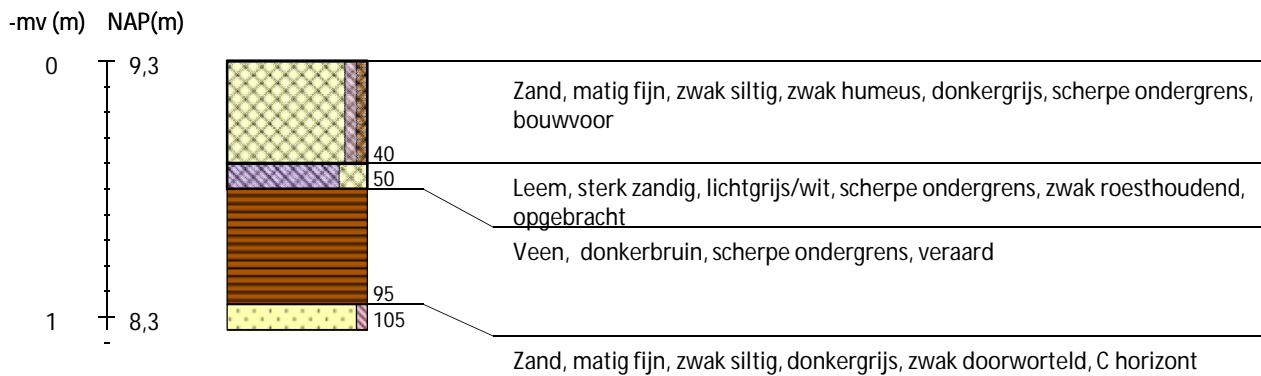 -mv (m) NAP(m)
0 9,3
Zand, matig fijn, zwak siltig, zwak humeus, donkergrijs, scherpe ondergrens,
bouwvoor
40
50
Leem, sterk zandig, lichtgrijs/wit, scherpe ondergrens, zwak roesthoudend,
opgebracht
Veen, donkerbruin, scherpe ondergrens, veraard
95
1 8,3
105
Zand, matig fijn, zwak siltig, donkergrijs, zwak doorworteld, C horizont